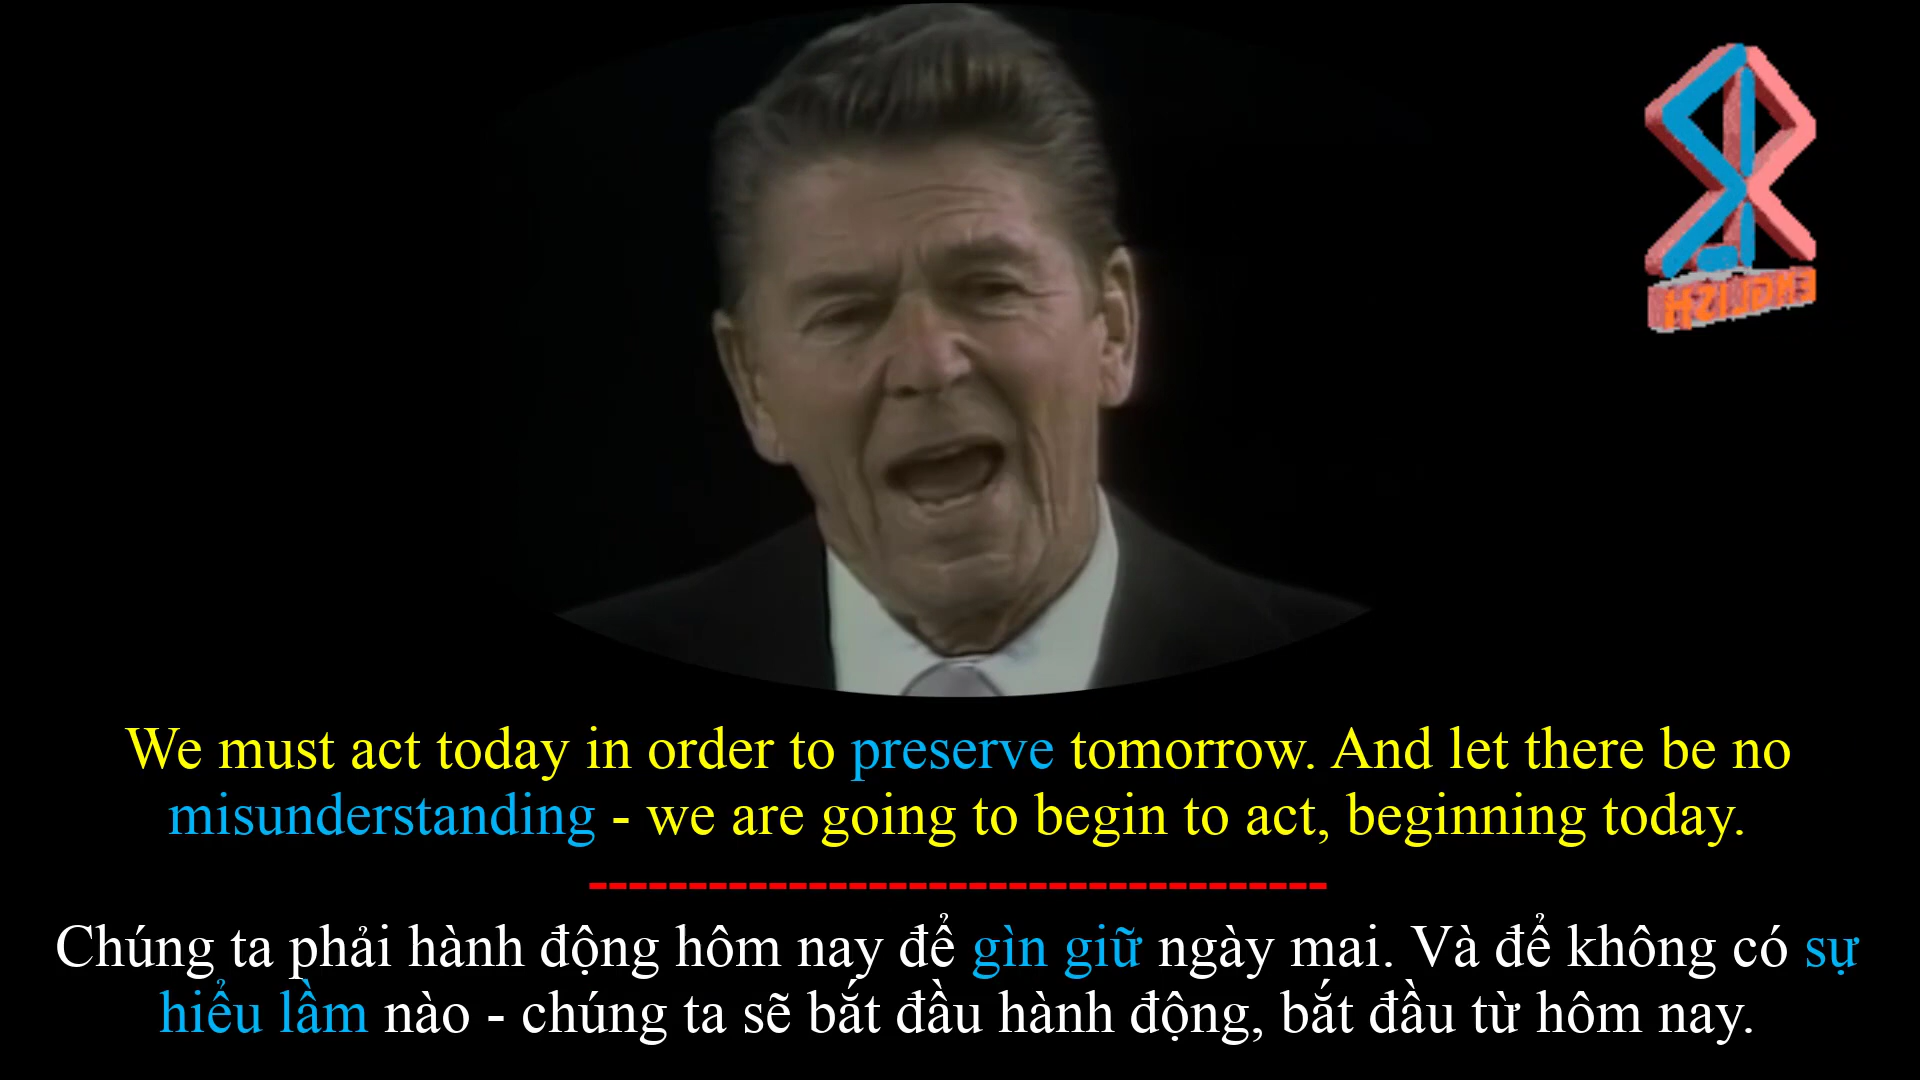 ENGLISH
We must act today in order to preserve tomorrow. And let there be no
misunderstanding - we are going to begin to act, beginning today.
------------------------------------
Chúng ta phải hành động hôm nay để gìn giữ ngày mai. Và để không có sự
hiểu lầm nào - chúng ta sẽ bắt đầu hành động, bắt đầu từ hôm nay.